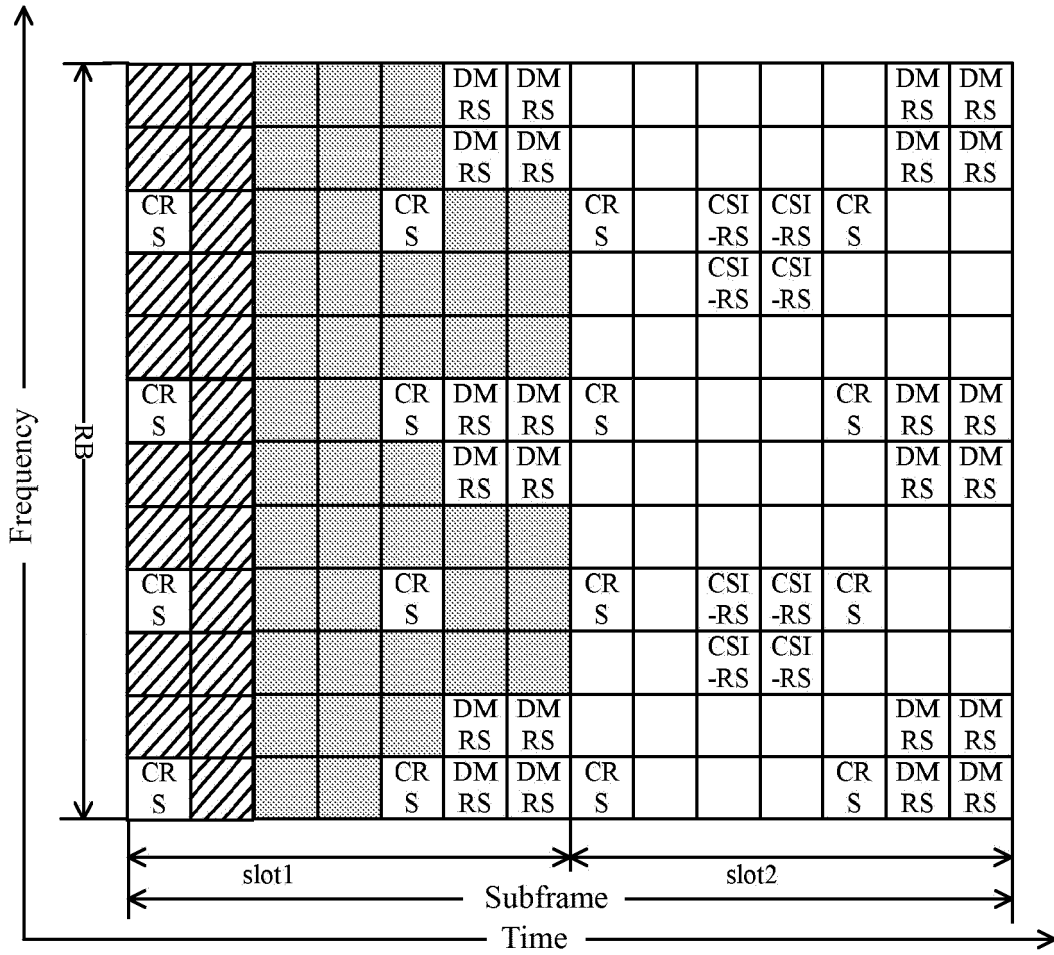 DM DM DM DM
RS RS RS RS
DM DM DM DM
RS RS RS RS
CR CR CR CSI CSI CR
S S S -RS -RS S
CSI CSI
-RS -RS
CR CR DM DM CR CR DM DM
S S RS RS S S RS RS
DM DM DM DM
RS RS RS RS
CR CR CR CSI CSI CR
S S S -RS -RS S
CSI CSI
-RS -RS
DM DM DM DM
RS RS RS RS
CR CR DM DM CR CR DM DM
S S RS RS S S RS RS
Frequency
RB
slot1 slot2
Subframe
Time